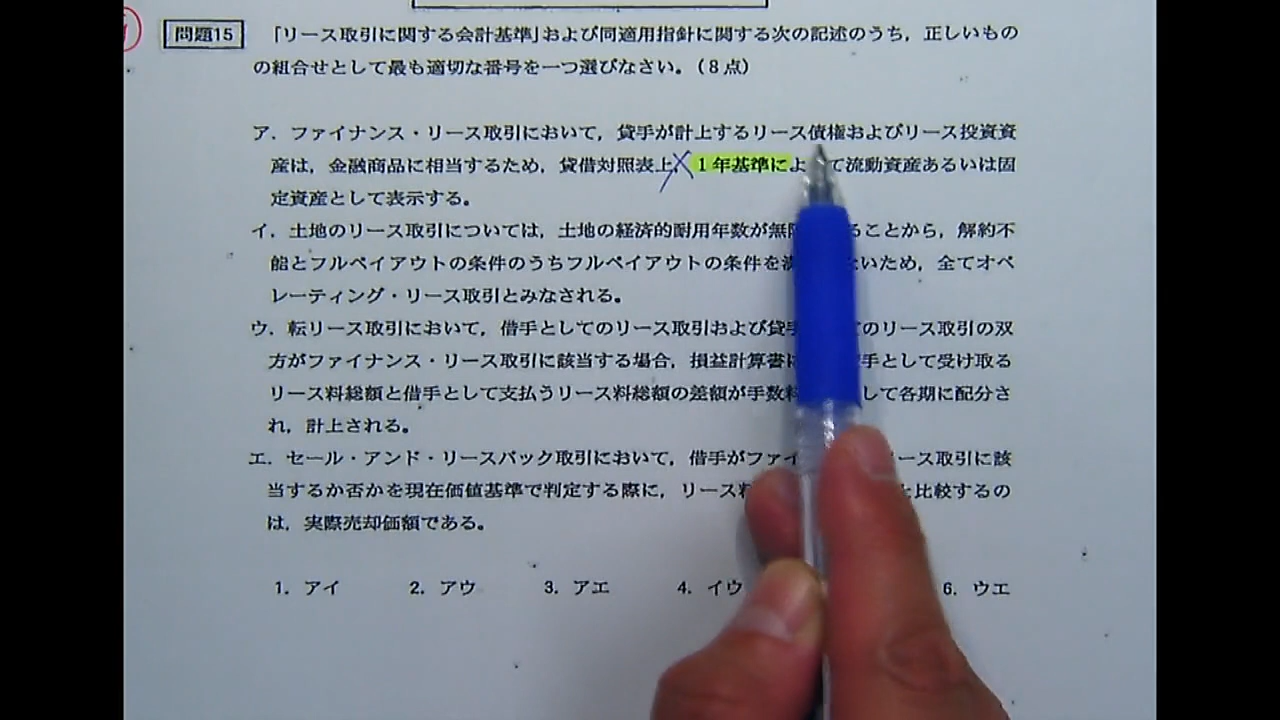 問題15 「リース取引に関する会計基準」および同適用指針に関する次の記述のうち，正しいもの
の組合せとして最も適切な番号を一つ選びなさい。（８点）
ア．ファイナンス・リース取引において，貸手が計上するリース債権およびリース投資資
産は，金融商品に相当するため，貸借対照表上，１年基準によ て流動資産あるいは固
定資産として表示する。
イ．土地のリース取引については，土地の経済的耐用年数が無 ることから，解約不
能とフルペイアウトの条件のうちフルペイアウトの条件を ないため，全てオペ
レーティング・リース取引とみなされる。
ウ．転リース取引において，借手としてのリース取引および貸手 てのリース取引の双
方がファイナンス・リース取引に該当する場合，損益計算書に 手として受け取る
リース料総額と借手として支払うリース料総額の差額が手数料 して各期に配分さ
れ，計上される。
エ．セール・アンド・リースバック取引において，借手がファイ ース取引に該
当するか否かを現在価値基準で判定する際に，リース料 と比較するの
は，実際売却価額である。
1．アイ 2．アウ 3．アエ 4．イウ 6．ウエ